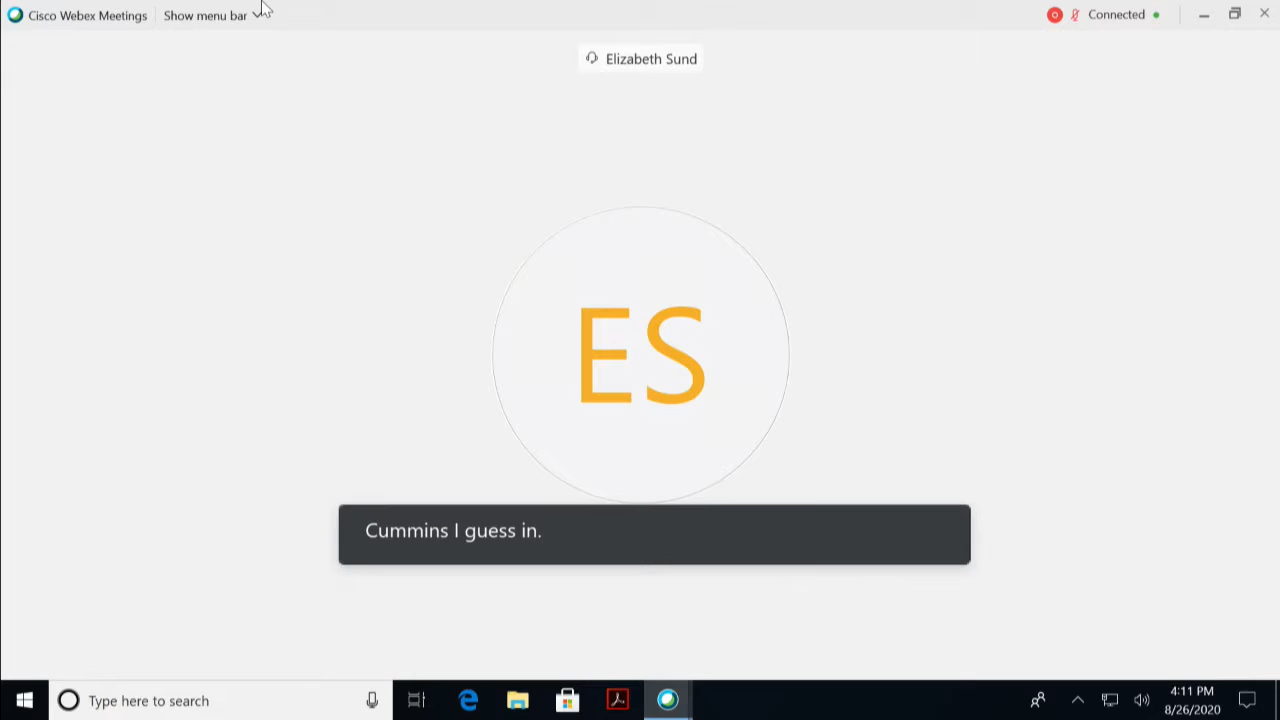 Cisco Webex Meetings
Show menu bar
Connected
Elizabeth Sund
ES
Cummins I guess in.
Type here to search
4:11 PM
8/26/2020